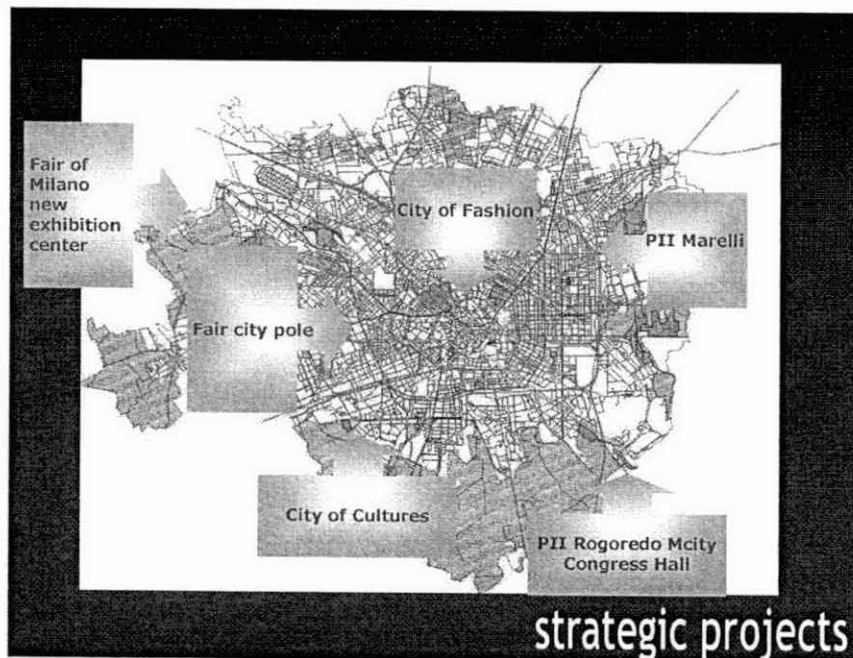 Fair of
Milano
new
exhibition
center
City of Fashion
PII Marelli
Fair city pole
City of Cultures
PII Rogoredo Mcity
Congress Hall
strategic projects